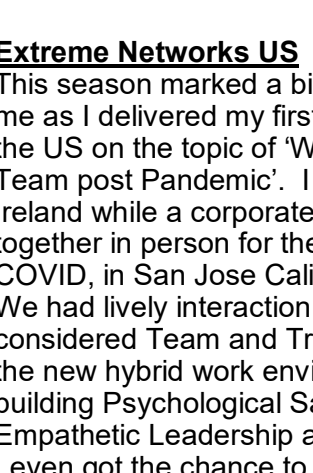 Extreme Networks US
This season marked a bi
me as I delivered my firs
the US on the topic of ‘W
Team post Pandemic’.  I
Ireland while a corporate
together in person for the
COVID, in San Jose Cali
We had lively interaction
considered Team and Tr
the new hybrid work envi
building Psychological Sa
Empathetic Leadership a
even got the chance to